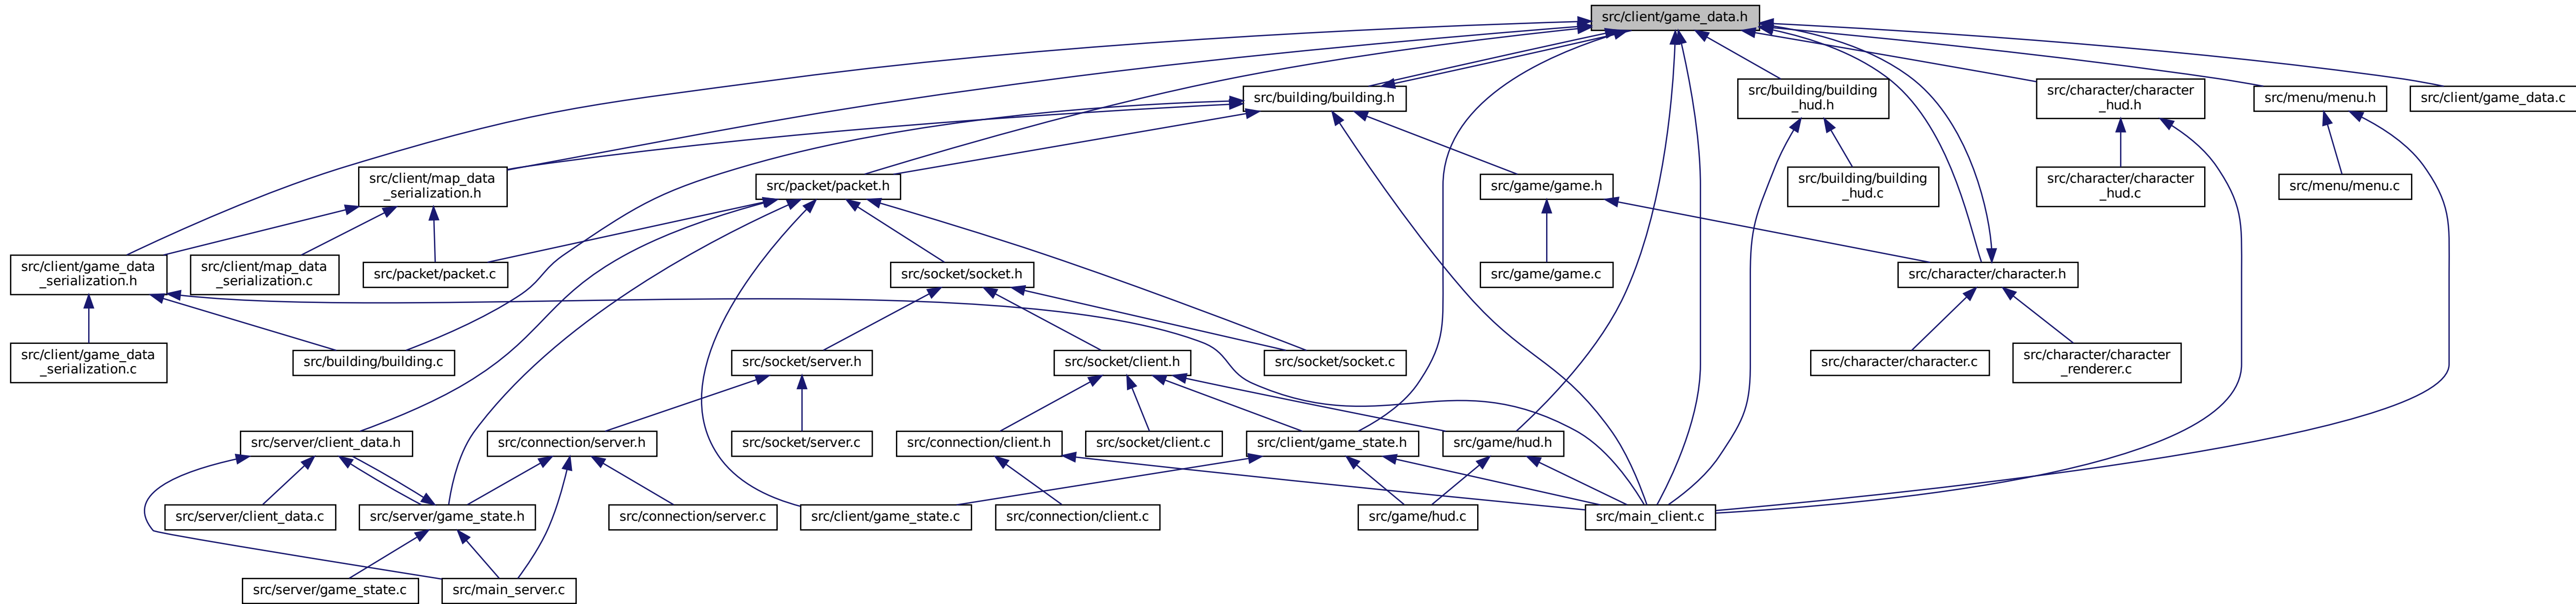 src/client/game_data.h
src/building/building.h
src/building/building
_hud.h
src/character/character
_hud.h
src/menu/menu.h
src/client/game_data.c
src/client/map_data
_serialization.h
src/packet/packet.h
src/game/game.h
src/building/building
_hud.c
src/character/character
_hud.c
src/menu/menu.c
src/client/game_data
_serialization.h
src/client/map_data
_serialization.c
src/packet/packet.c
src/socket/socket.h
src/game/game.c
src/character/character.h
src/client/game_data
_serialization.c
src/building/building.c
src/socket/server.h
src/socket/client.h
src/socket/socket.c
src/character/character.c
src/character/character
_renderer.c
src/server/client_data.h
src/connection/server.h
src/socket/server.c
src/connection/client.h
src/socket/client.c
src/client/game_state.h
src/game/hud.h
src/server/client_data.c
src/server/game_state.h
src/connection/server.c
src/client/game_state.c
src/connection/client.c
src/game/hud.c
src/main_client.c
src/server/game_state.c
src/main_server.c